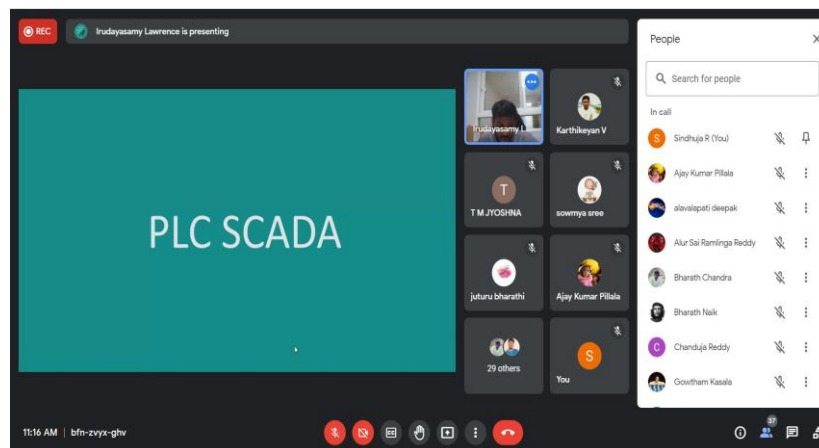 REC
Irudayasamy Lawrence is presenting
PLC SCADA
Irudayasamy L...
Karthikeyan V
T
T M JYOSHNA
sowmya sree
juturu bharathi
Ajay Kumar Pillala
29 others
S
You
People
Search for people
In call
S
Sindhuja R (You)
Ajay Kumar Pillala
alavalapati deepak
Alur Sai Ramlinga Reddy
Bharath Chandra
Bharath Naik
C
Chanduja Reddy
Gowtham Kasala
11:16 AM | bfn-zvyx-ghv
37